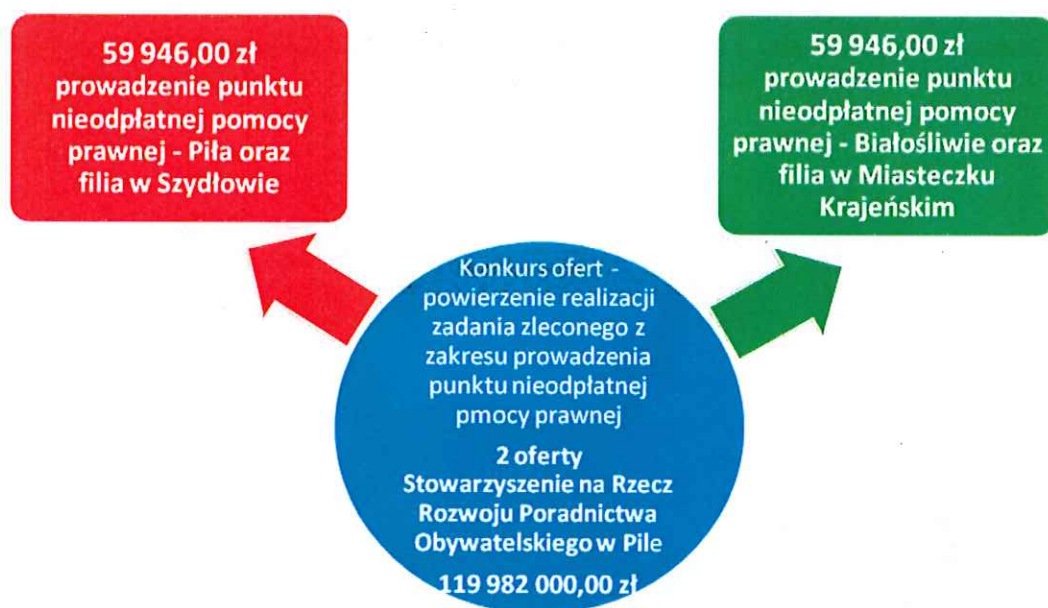 59 946,00 zł
prowadzenie punktu
nieodpłatnej pomocy
prawnej - Piła oraz
filia w Szydłowie
59 946,00 zł
prowadzenie punktu
nieodpłatnej pomocy
prawnej - Białośliwie oraz
filia w Miasteczku
Krajeńskim
Konkurs ofert -
powierzenie realizacji
zadania zleconego z
zakresu prowadzenia
punktu nieodpłatnej
pmocy prawnej
2 oferty
Stowarzyszenie na Rzecz
Rozwoju Poradnictwa
Obywatelskiego w Pile
119 982 000,00 zł